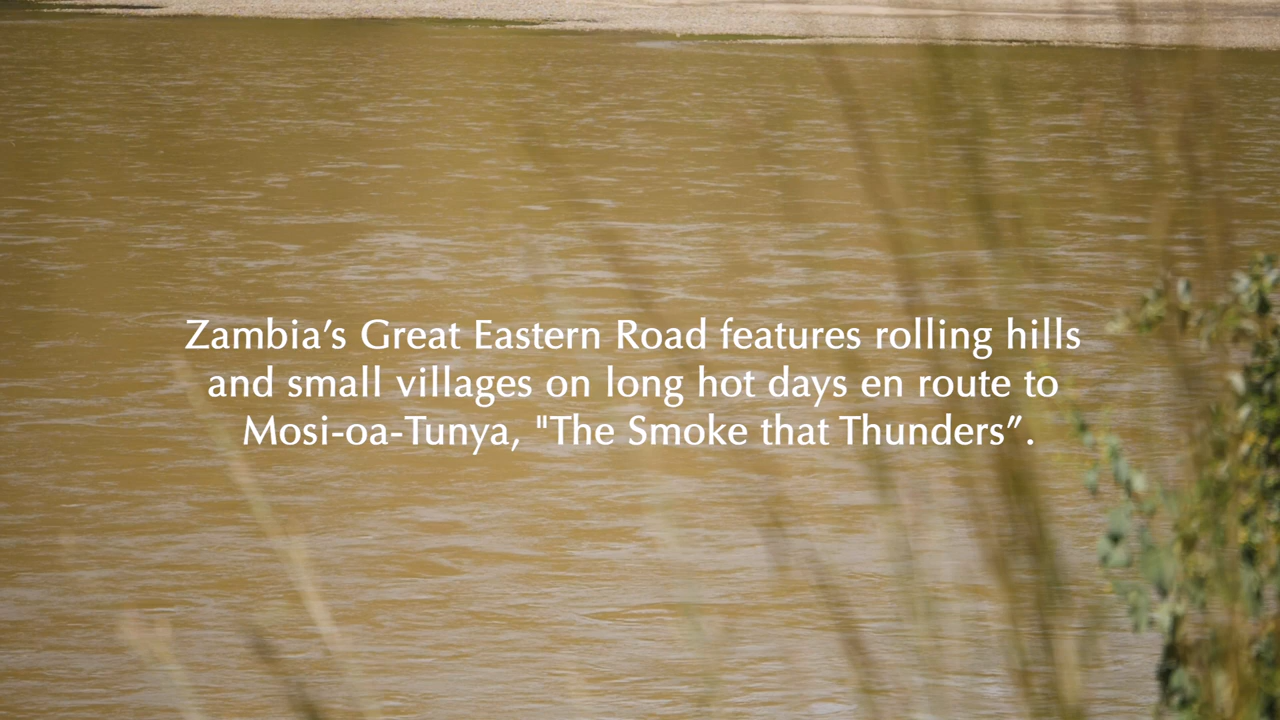 Zambia’s Great Eastern Road features rolling hills
and small villages on long hot days en route to
Mosi-oa-Tunya, "The Smoke that Thunders”.